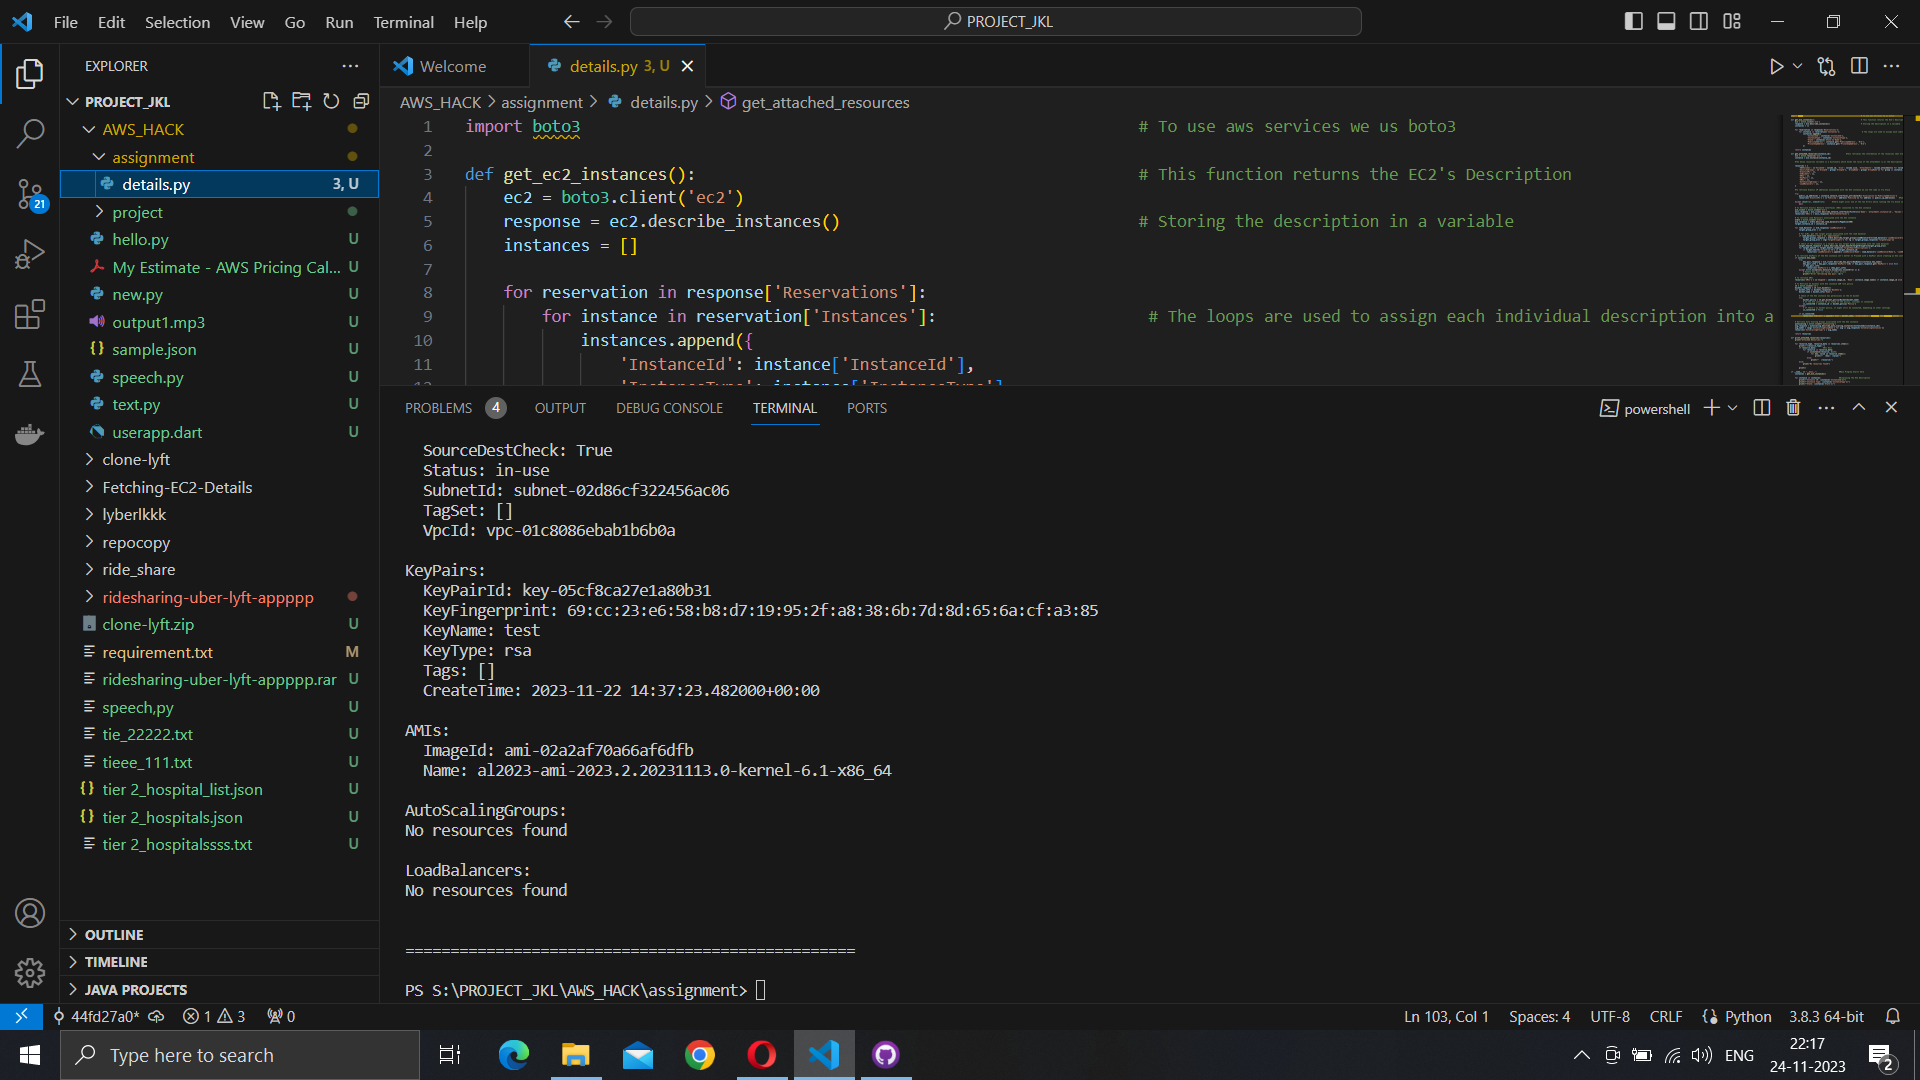 File Edit Selection View Go Run Terminal Help
PROJECT_JKL
EXPLORER
PROJECT_JKL
AWS_HACK
assignment
details.py 3, U
project
hello.py U
My Estimate - AWS Pricing Cal... U
new.py U
output1.mp3 U
sample.json U
speech.py U
text.py U
userapp.dart U
clone-lyft
Fetching-EC2-Details
lyberlkkk
repocopy
ride_share
ridesharing-uber-lyft-appppp
clone-lyft.zip U
requirement.txt M
ridesharing-uber-lyft-appppp.rar U
speech,py U
tie_22222.txt U
tieee_111.txt U
tier 2_hospital_list.json U
tier 2_hospitals.json U
tier 2_hospitalssss.txt U
OUTLINE
TIMELINE
JAVA PROJECTS
Welcome
details.py 3, U
AWS_HACK > assignment > details.py > get_attached_resources
1 import boto3 # To use aws services we us boto3
2
3 def get_ec2_instances(): # This function returns the EC2's Description
4 ec2 = boto3.client('ec2')
5 response = ec2.describe_instances() # Storing the description in a variable
6 instances = []
7
8 for reservation in response['Reservations']:
9 for instance in reservation['Instances']: # The loops are used to assign each individual description into a
10 instances.append({
11 'InstanceId': instance['InstanceId'],
12 'InstanceType': instance['InstanceType']
PROBLEMS 4 OUTPUT DEBUG CONSOLE TERMINAL PORTS
powershell
SourceDestCheck: True
Status: in-use
SubnetId: subnet-02d86cf322456ac06
TagSet: []
VpcId: vpc-01c8086ebab1b6b0a
KeyPairs:
KeyPairId: key-05cf8ca27e1a80b31
KeyFingerprint: 69:cc:23:e6:58:b8:d7:19:95:2f:a8:38:6b:7d:8d:65:6a:cf:a3:85
KeyName: test
KeyType: rsa
Tags: []
CreateTime: 2023-11-22 14:37:23.482000+00:00
AMIs:
ImageId: ami-02a2af70a66af6dfb
Name: al2023-ami-2023.2.20231113.0-kernel-6.1-x86_64
AutoScalingGroups:
No resources found
LoadBalancers:
No resources found
==================================================
PS S:\PROJECT_JKL\AWS_HACK\assignment>
21
44fd27a0* 1 3 0
Ln 103, Col 1 Spaces: 4 UTF-8 CRLF Python 3.8.3 64-bit
Type here to search
ENG
22:17
24-11-2023
2